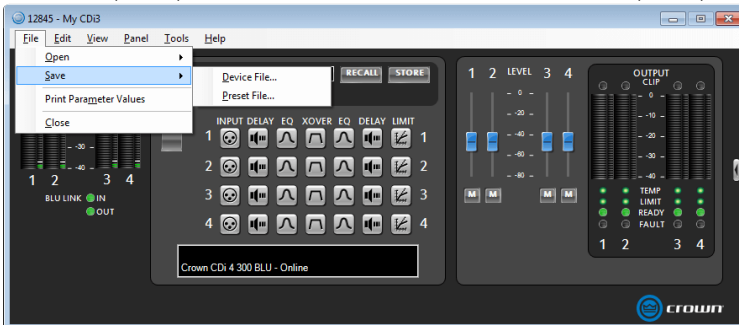 12845 - My CDi3
File Edit View Panel Tools Help
Open
Save
Print Parameter Values
Close
Device File...
Preset File...
RECALL STORE
INPUT DELAY EQ XOVER EQ DELAY LIMIT
1 1
2 2
3 3
4 4
-30 -
-40 -
1 2 3 4
BLU LINK IN
OUT
Crown CDi 4 300 BLU - Online
1 2 LEVEL 3 4
- 0 -
- -20 -
- -40 -
- -60 -
- -80 -
M M M M
OUTPUT
CLIP
- 0 -
- -10 -
- -20 -
- -30 -
- -40 -
TEMP
LIMIT
READY
FAULT
1 2 3 4
crown